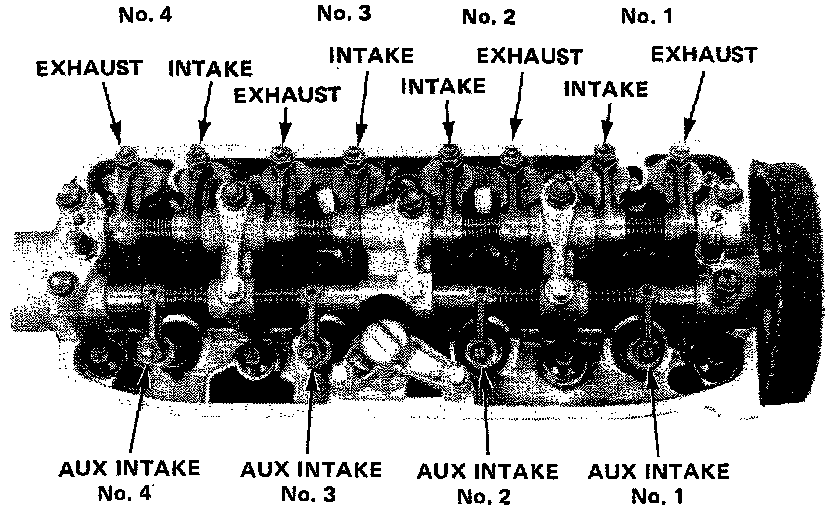 No. 4 No. 3 No. 2 No. 1
EXHAUST INTAKE EXHAUST INTAKE INTAKE EXHAUST INTAKE EXHAUST
AUX INTAKE AUX INTAKE AUX INTAKE AUX INTAKE
No. 4 No. 3 No. 2 No. 1